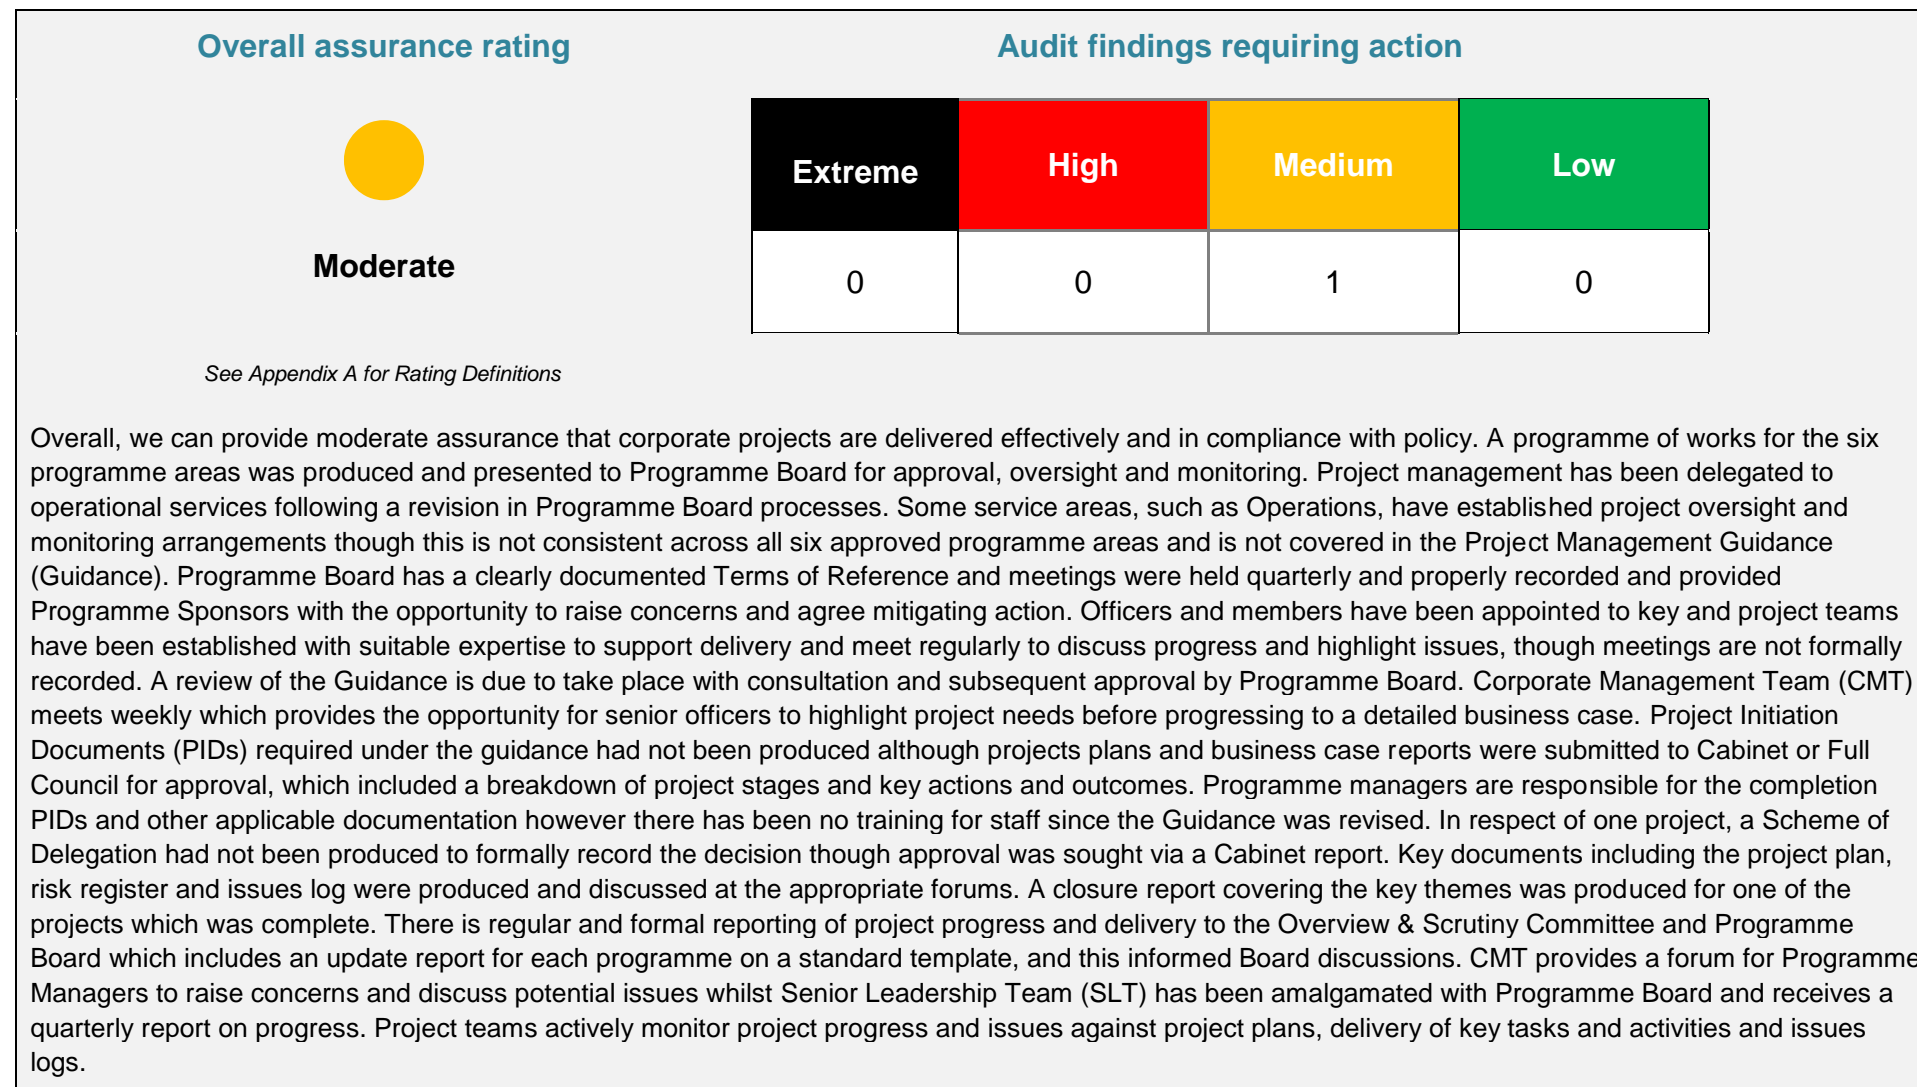 Overall assurance rating
Audit findings requiring action
Extreme
High
Medium
Low
Moderate
0
0
1
0
See Appendix A for Rating Definitions
Overall, we can provide moderate assurance that corporate projects are delivered effectively and in compliance with policy. A programme of works for the six
programme areas was produced and presented to Programme Board for approval, oversight and monitoring. Project management has been delegated to
operational services following a revision in Programme Board processes. Some service areas, such as Operations, have established project oversight and
monitoring arrangements though this is not consistent across all six approved programme areas and is not covered in the Project Management Guidance
(Guidance). Programme Board has a clearly documented Terms of Reference and meetings were held quarterly and properly recorded and provided
Programme Sponsors with the opportunity to raise concerns and agree mitigating action. Officers and members have been appointed to key and project teams
have been established with suitable expertise to support delivery and meet regularly to discuss progress and highlight issues, though meetings are not formally
recorded. A review of the Guidance is due to take place with consultation and subsequent approval by Programme Board. Corporate Management Team (CMT)
meets weekly which provides the opportunity for senior officers to highlight project needs before progressing to a detailed business case. Project Initiation
Documents (PIDs) required under the guidance had not been produced although projects plans and business case reports were submitted to Cabinet or Full
Council for approval, which included a breakdown of project stages and key actions and outcomes. Programme managers are responsible for the completion
PIDs and other applicable documentation however there has been no training for staff since the Guidance was revised. In respect of one project, a Scheme of
Delegation had not been produced to formally record the decision though approval was sought via a Cabinet report. Key documents including the project plan,
risk register and issues log were produced and discussed at the appropriate forums. A closure report covering the key themes was produced for one of the
projects which was complete. There is regular and formal reporting of project progress and delivery to the Overview & Scrutiny Committee and Programme
Board which includes an update report for each programme on a standard template, and this informed Board discussions. CMT provides a forum for Programme
Managers to raise concerns and discuss potential issues whilst Senior Leadership Team (SLT) has been amalgamated with Programme Board and receives a
quarterly report on progress. Project teams actively monitor project progress and issues against project plans, delivery of key tasks and activities and issues
logs.